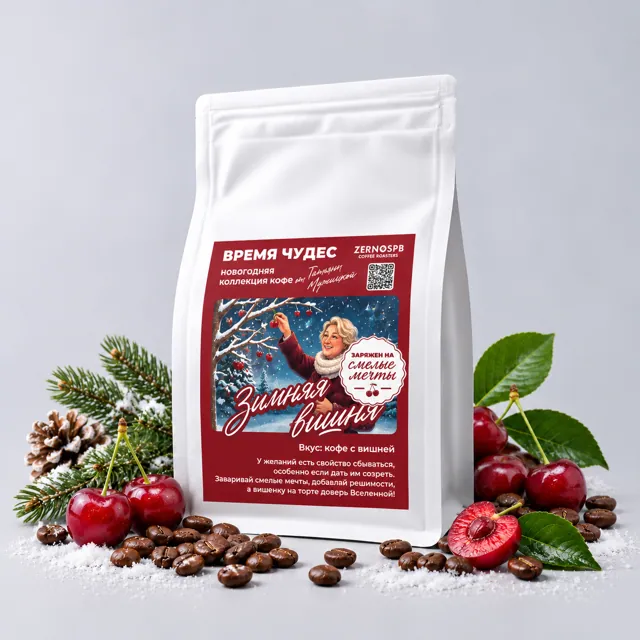 ВРЕМЯ ЧУДЕС
ZERNOSPB
COFFEE ROASTERS
НОВОГОДНЯЯ
КОЛЛЕКЦИЯ КОФЕ от Татьяны
Мужицкой
ЗАРЯЖЕН НА
смелые
мечты
Зимняя
вишня
Вкус: кофе с вишней
У желаний есть свойство сбываться,
особенно если дать им созреть.
Заваривай смелые мечты, добавляй решимости,
а вишенку на торте доверь Вселенной!